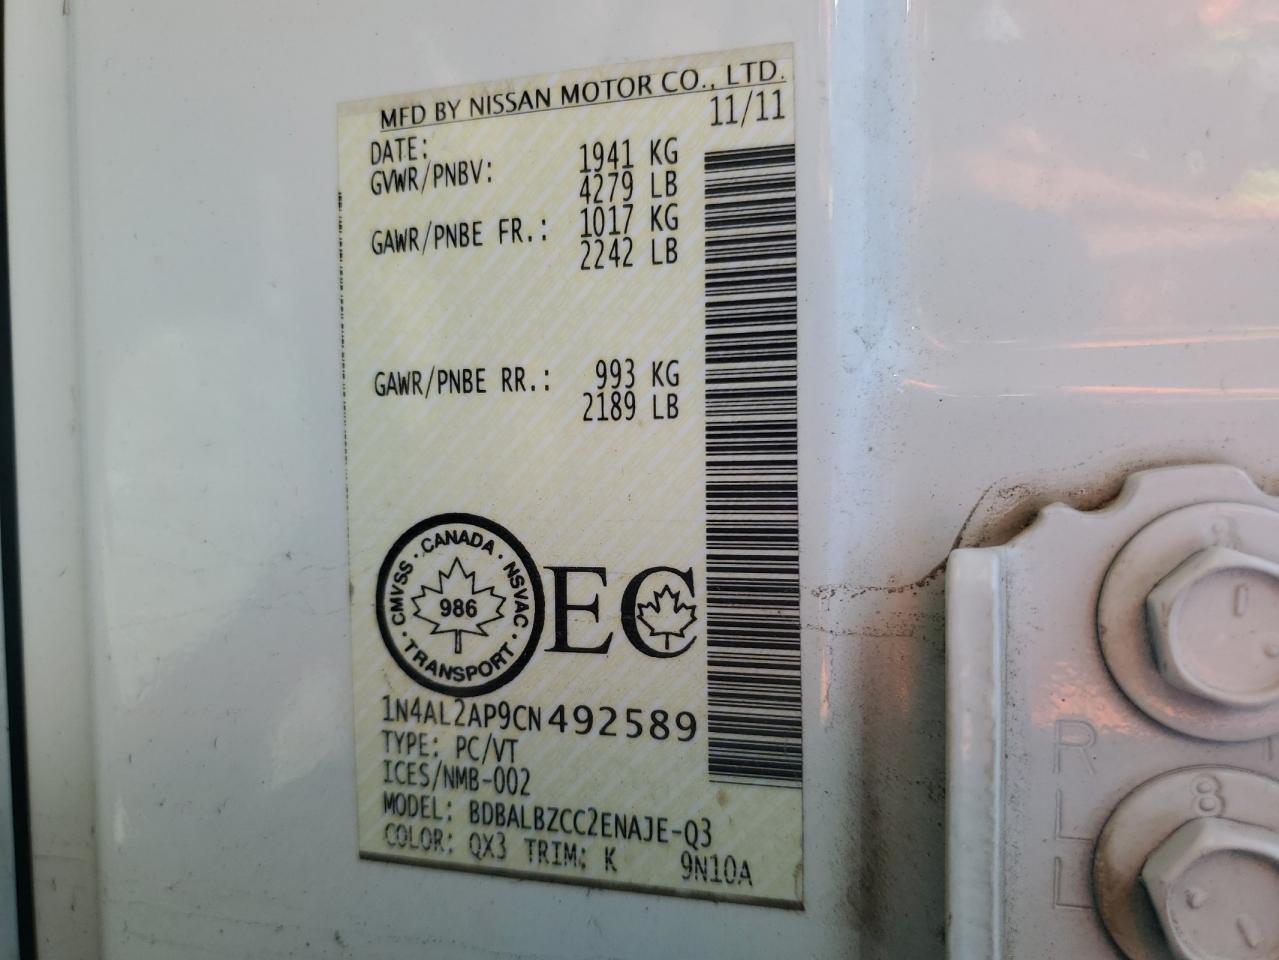 MFD BY NISSAN MOTOR CO., LTD.
DATE: 11/11
GVWR/PNBV: 1941 KG
4279 LB
GAWR/PNBE FR.: 1017 KG
2242 LB
GAWR/PNBE RR.: 993 KG
2189 LB
CANADA · NSVAC · TRANSPORT · CMVSS ·
986
EC
1N4AL2AP9CN492589
TYPE: PC/VT
ICES/NMB-002
MODEL: BDBALBZCC2ENAJE-Q3
COLOR: QX3 TRIM: K 9N10A
R
L
L
8